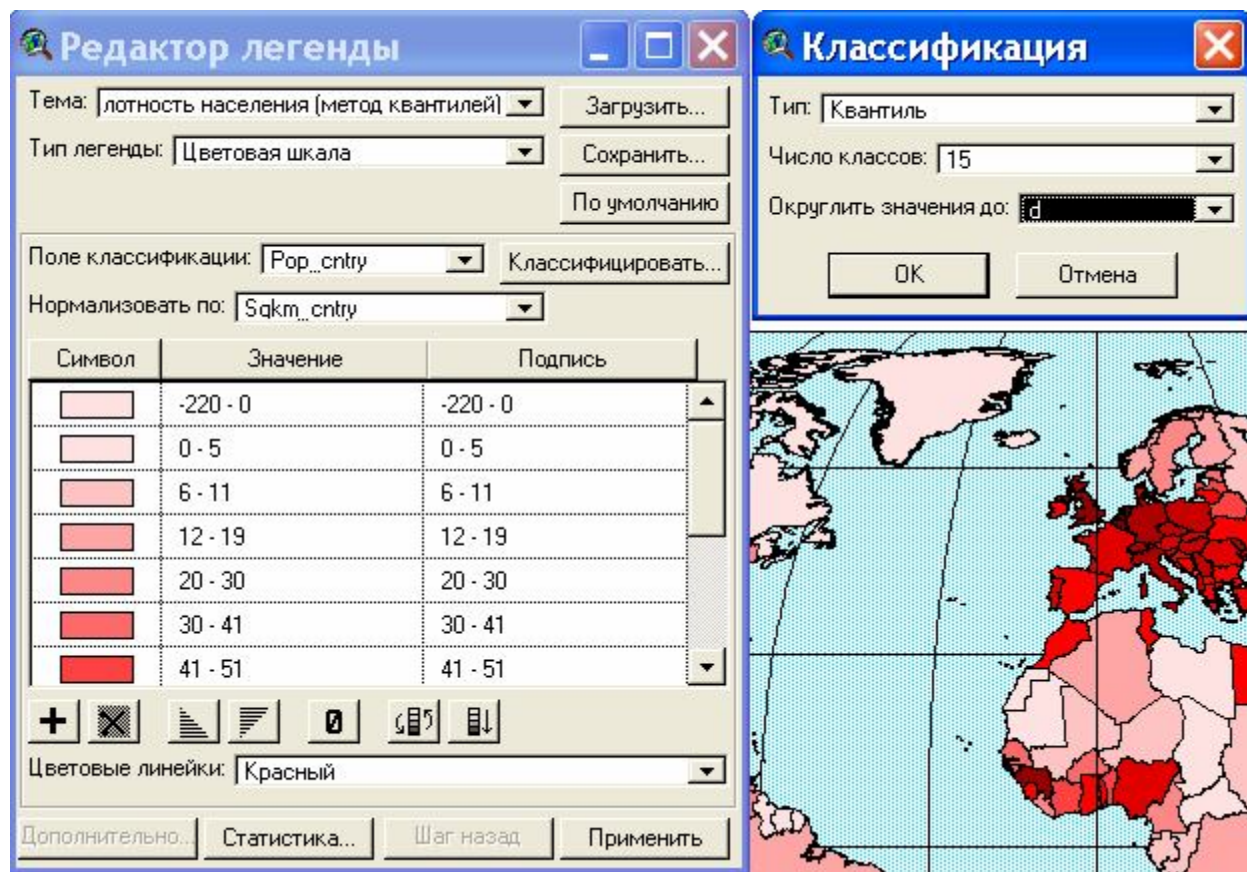 Редактор легенды
Тема: лотность населения (метод квантилей) Загрузить...
Тип легенды: Цветовая шкала Сохранить...
По умолчанию
Поле классификации: Pop_cntry Классифицировать...
Нормализовать по: Sqkm_cntry
Символ Значение Подпись
-220 - 0 -220 - 0
0 - 5 0 - 5
6 - 11 6 - 11
12 - 19 12 - 19
20 - 30 20 - 30
30 - 41 30 - 41
41 - 51 41 - 51
0
Цветовые линейки: Красный
Дополнительно... Статистика... Шаг назад Применить
Классификация
Тип: Квантиль
Число классов: 15
Округлить значения до: d
OK Отмена